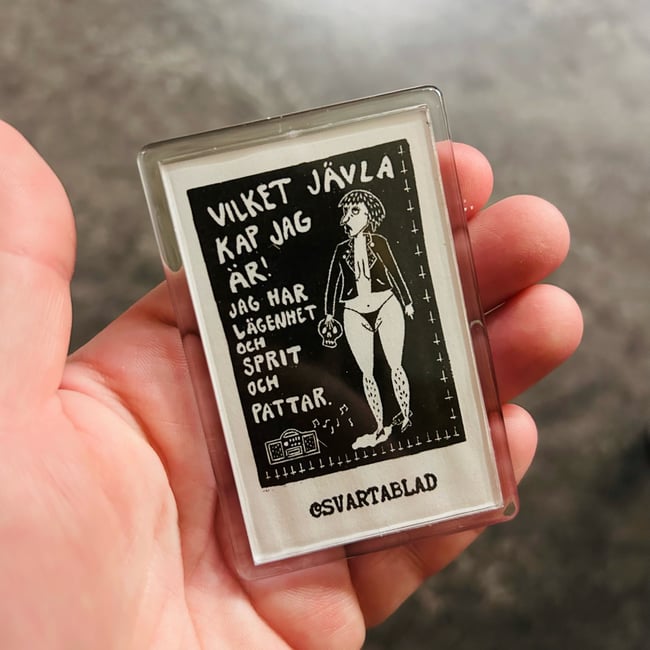 VILKET JÄVLA
KAP JAG
ÄR!
JAG HAR
LÄGENHET
OCH
SPRIT
OCH
PATTAR.
©SVARTABLAD